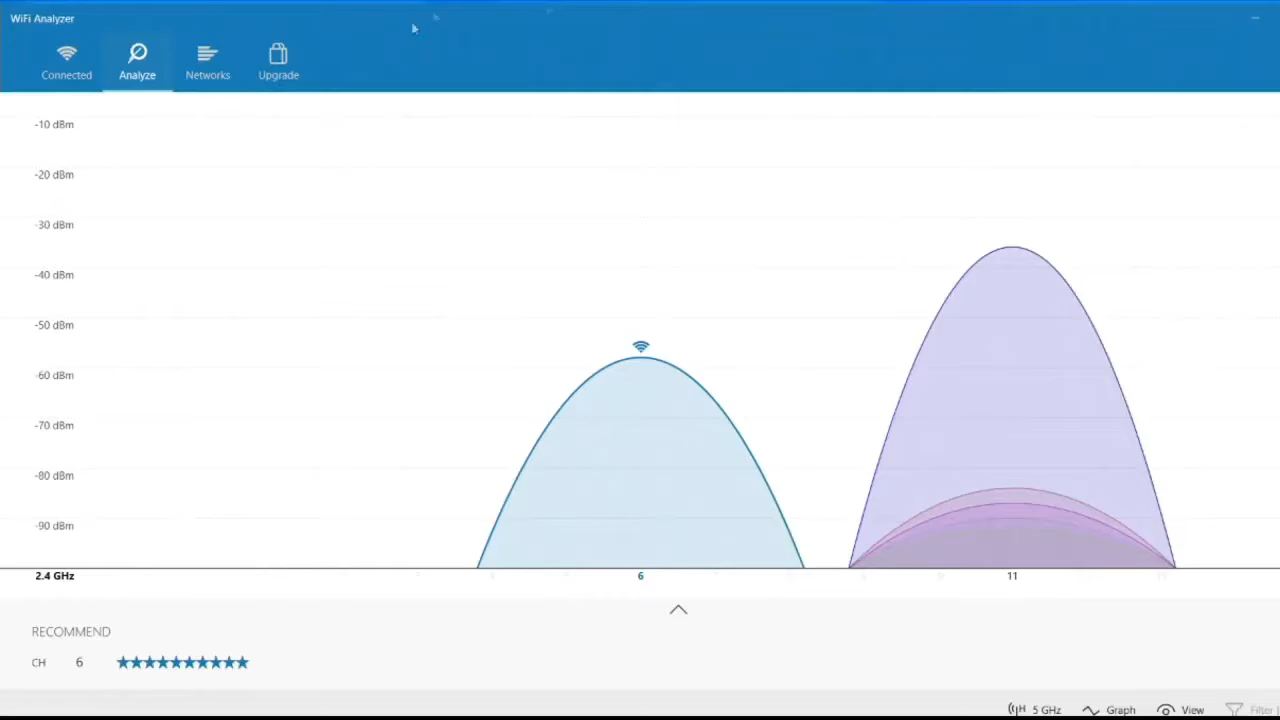 WiFi Analyzer
Connected Analyze Networks Upgrade
-10 dBm
-20 dBm
-30 dBm
-40 dBm
-50 dBm
-60 dBm
-70 dBm
-80 dBm
-90 dBm
2.4 GHz 6 11
RECOMMEND
CH 6
5 GHz Graph View Filter